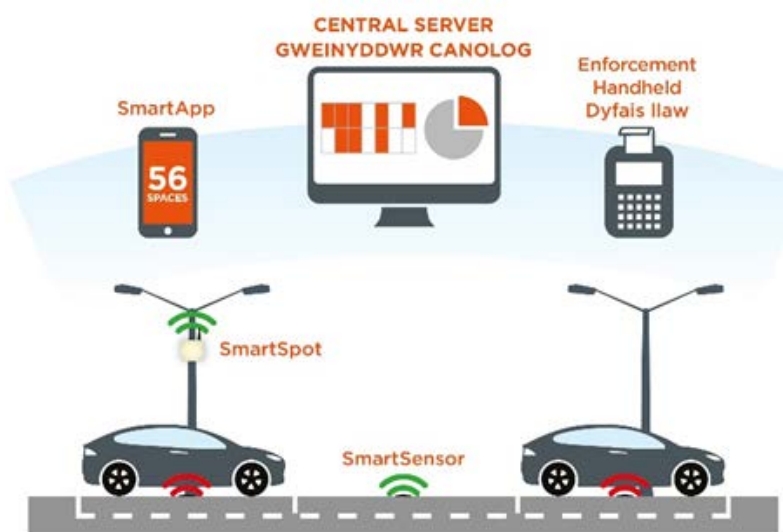 CENTRAL SERVER
GWEINYDDWR CANOLOG
SmartApp
56
SPACES
Enforcement
Handheld
Dyfais llaw
SmartSpot
SmartSensor